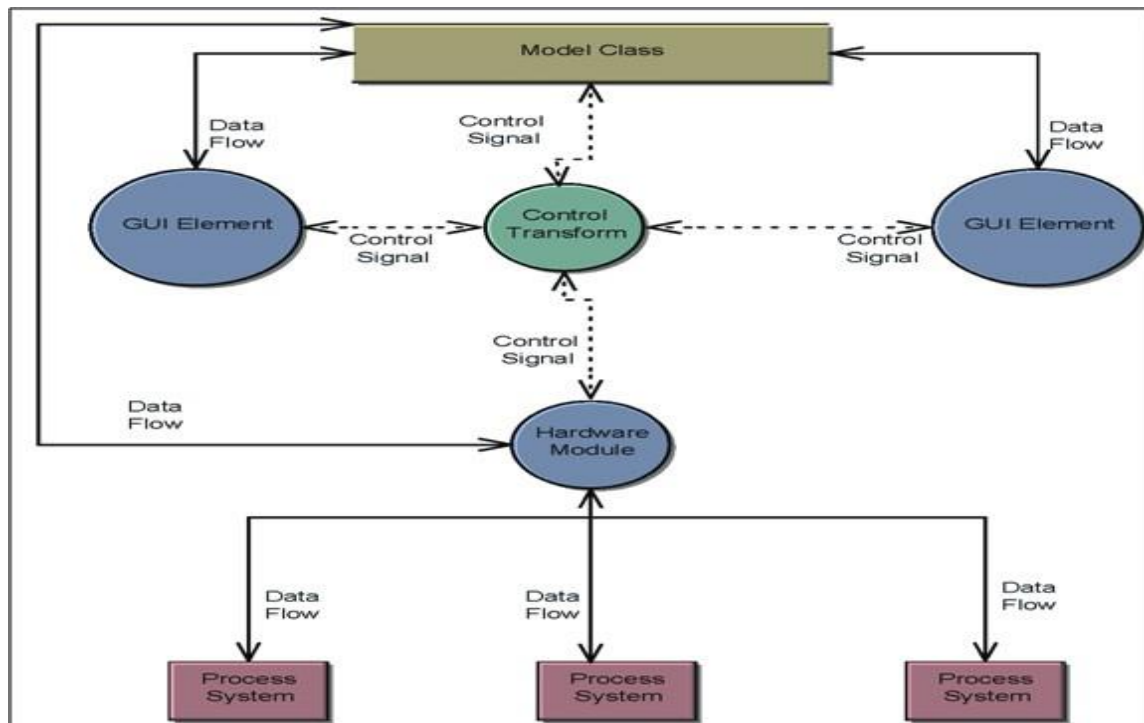 Model Class
Control
Signal
Data
Flow
Data
Flow
GUI Element
Control
Transform
GUI Element
Control
Signal
Control
Signal
Control
Signal
Data
Flow
Hardware
Module
Data
Flow
Data
Flow
Data
Flow
Process
System
Process
System
Process
System